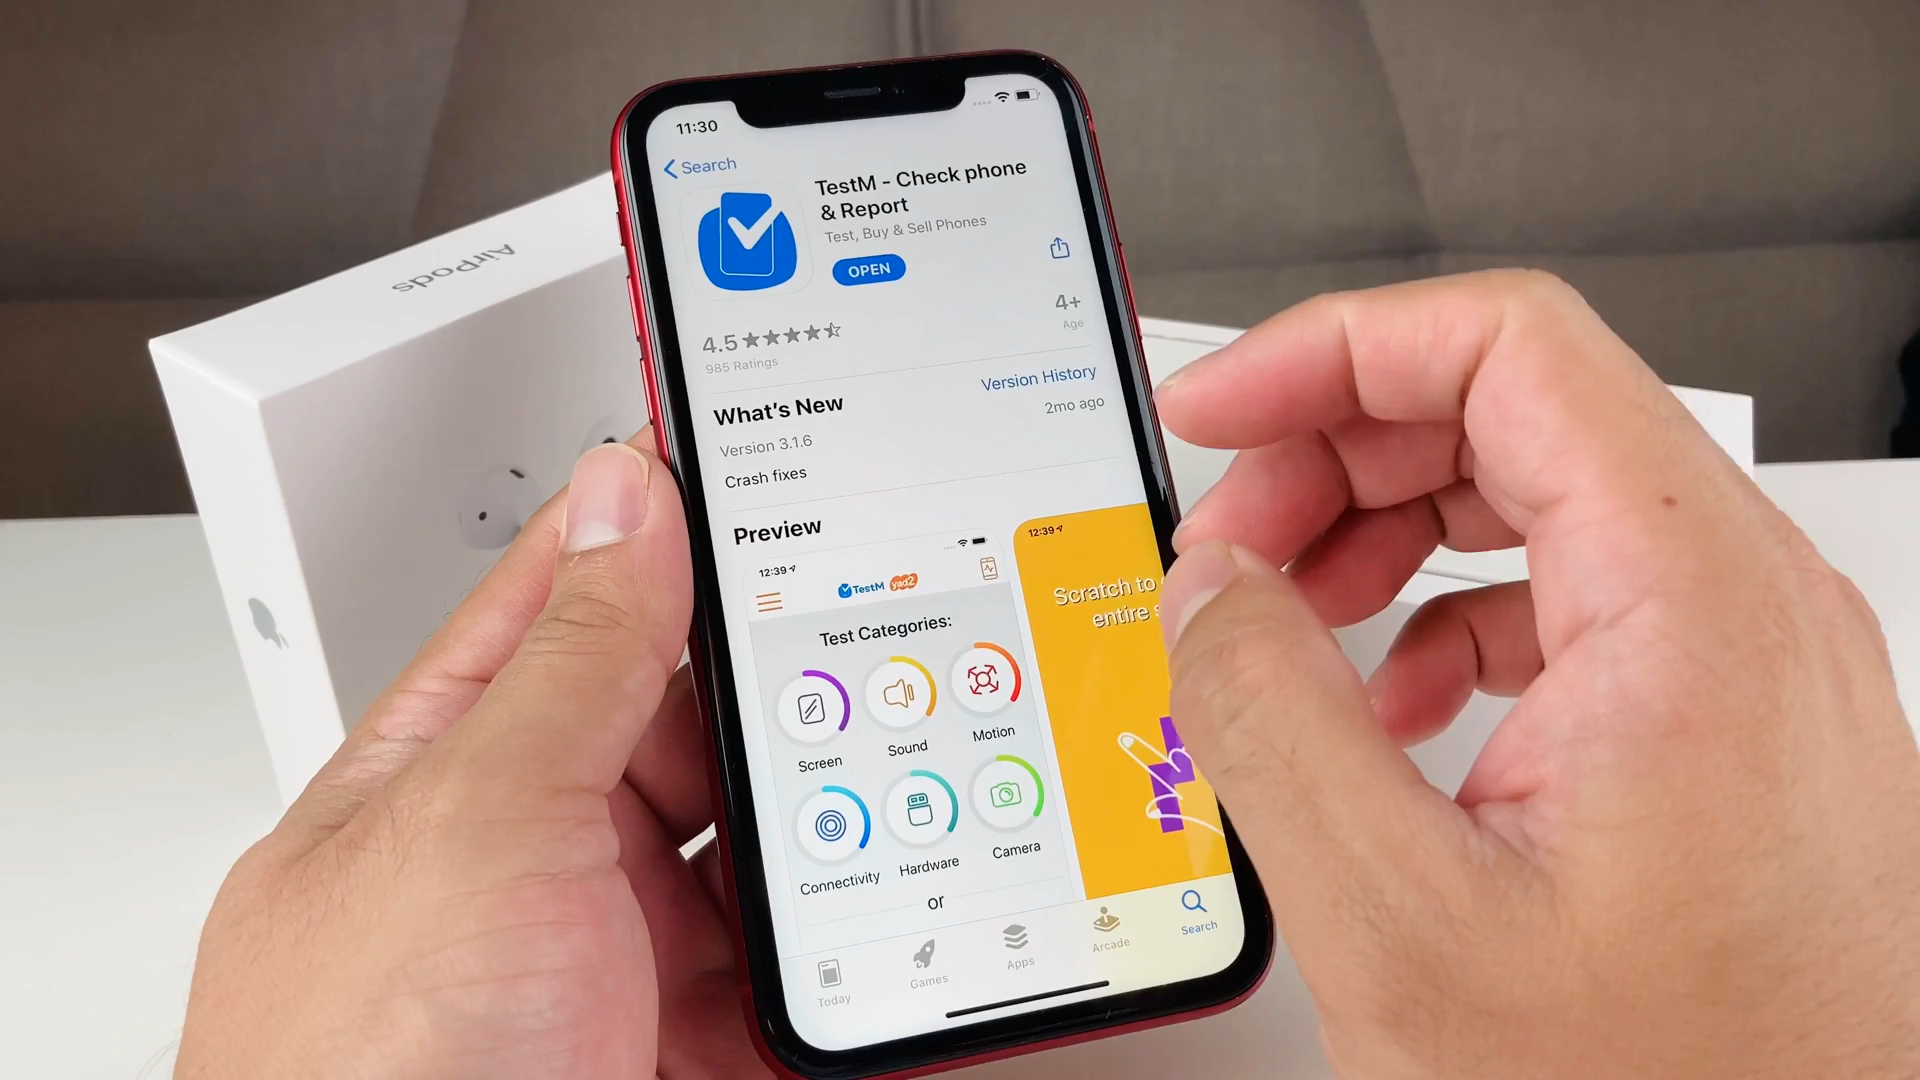 AirPods
11:30
Search
TestM - Check phone
& Report
Test, Buy & Sell Phones
OPEN
4.5
985 Ratings
4+
Age
What's New
Version History
Version 3.1.6
2mo ago
Crash fixes
Preview
12:39
TestM yad2
Test Categories:
Screen
Sound
Motion
Connectivity
Hardware
Camera
or
12:39
Scratch to
entire
Today
Games
Apps
Arcade
Search